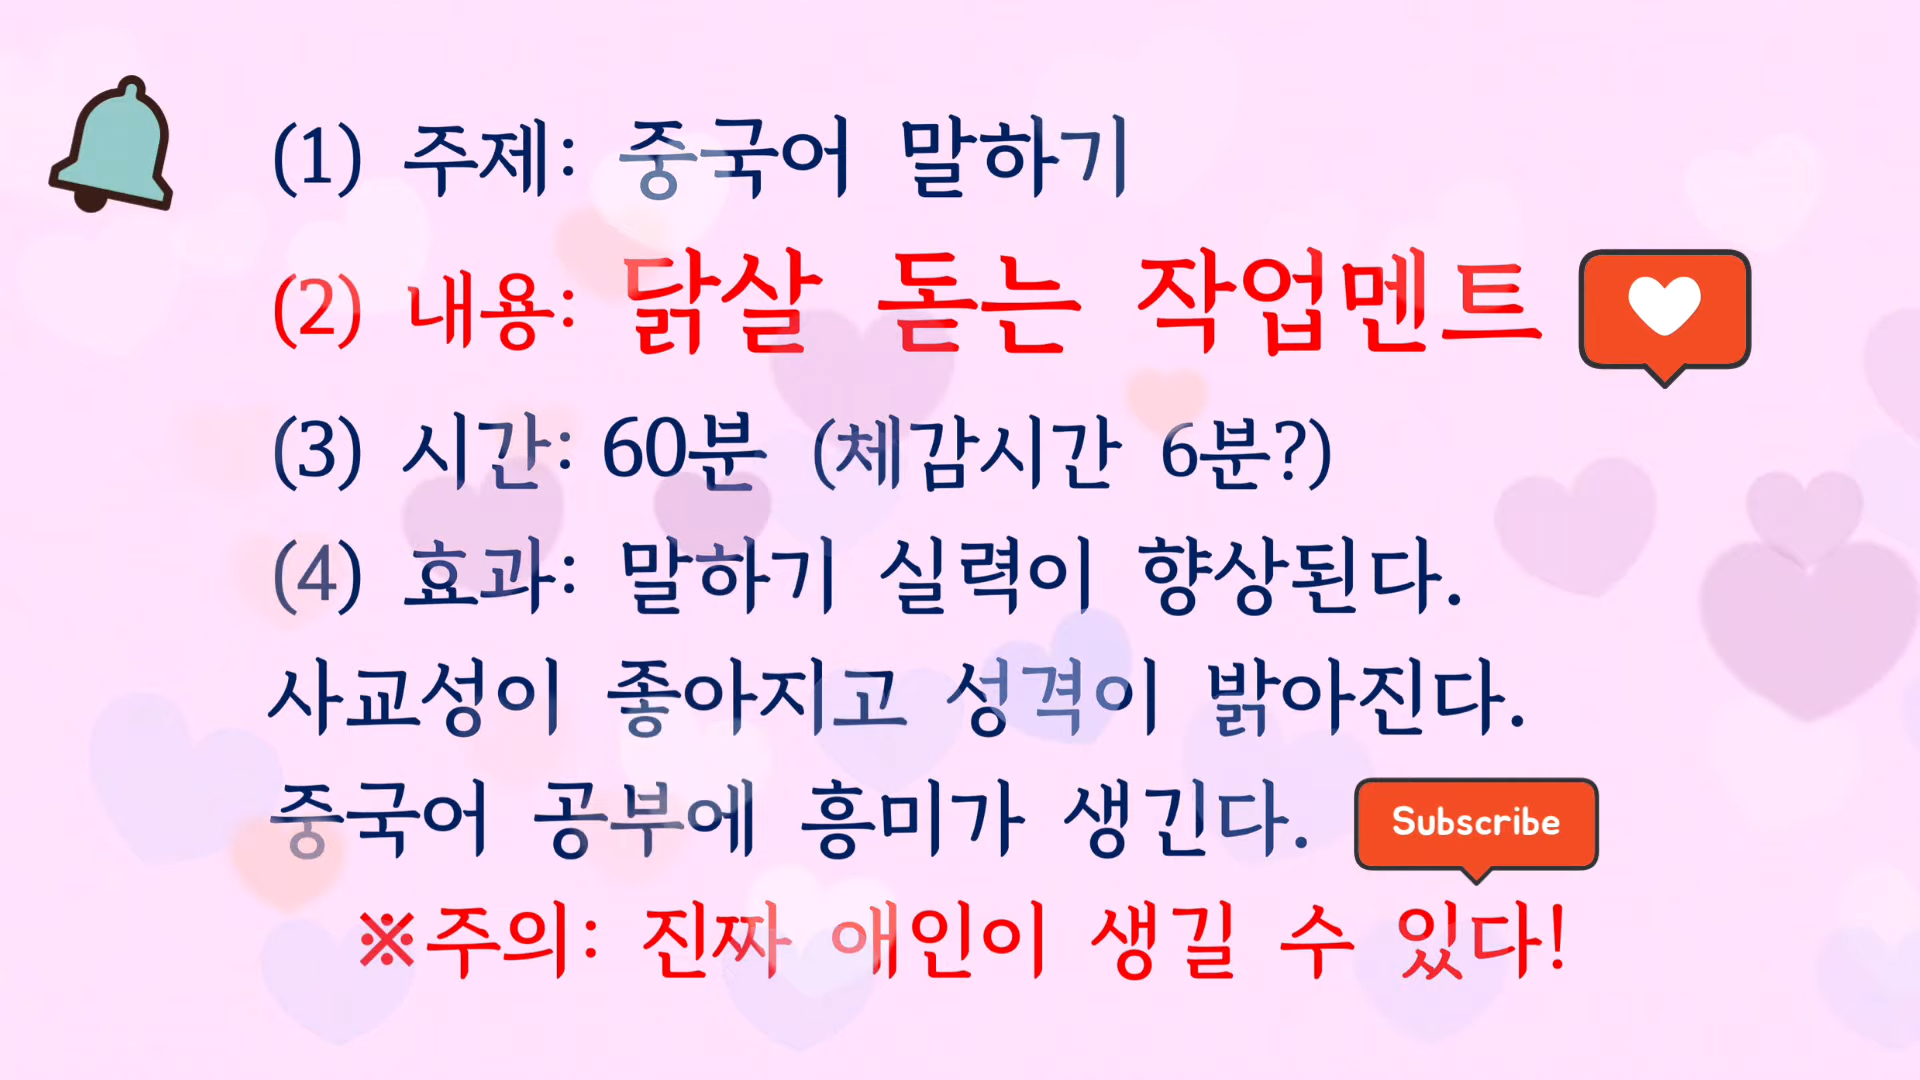 (1) 주제: 중국어 말하기
(2) 내용: 닭살 돋는 작업멘트
(3) 시간: 60분 (체감시간 6분?)
(4) 효과: 말하기 실력이 향상된다.
사교성이 좋아지고 성격이 밝아진다.
중국어 공부에 흥미가 생긴다.
Subscribe
※주의: 진짜 애인이 생길 수 있다!